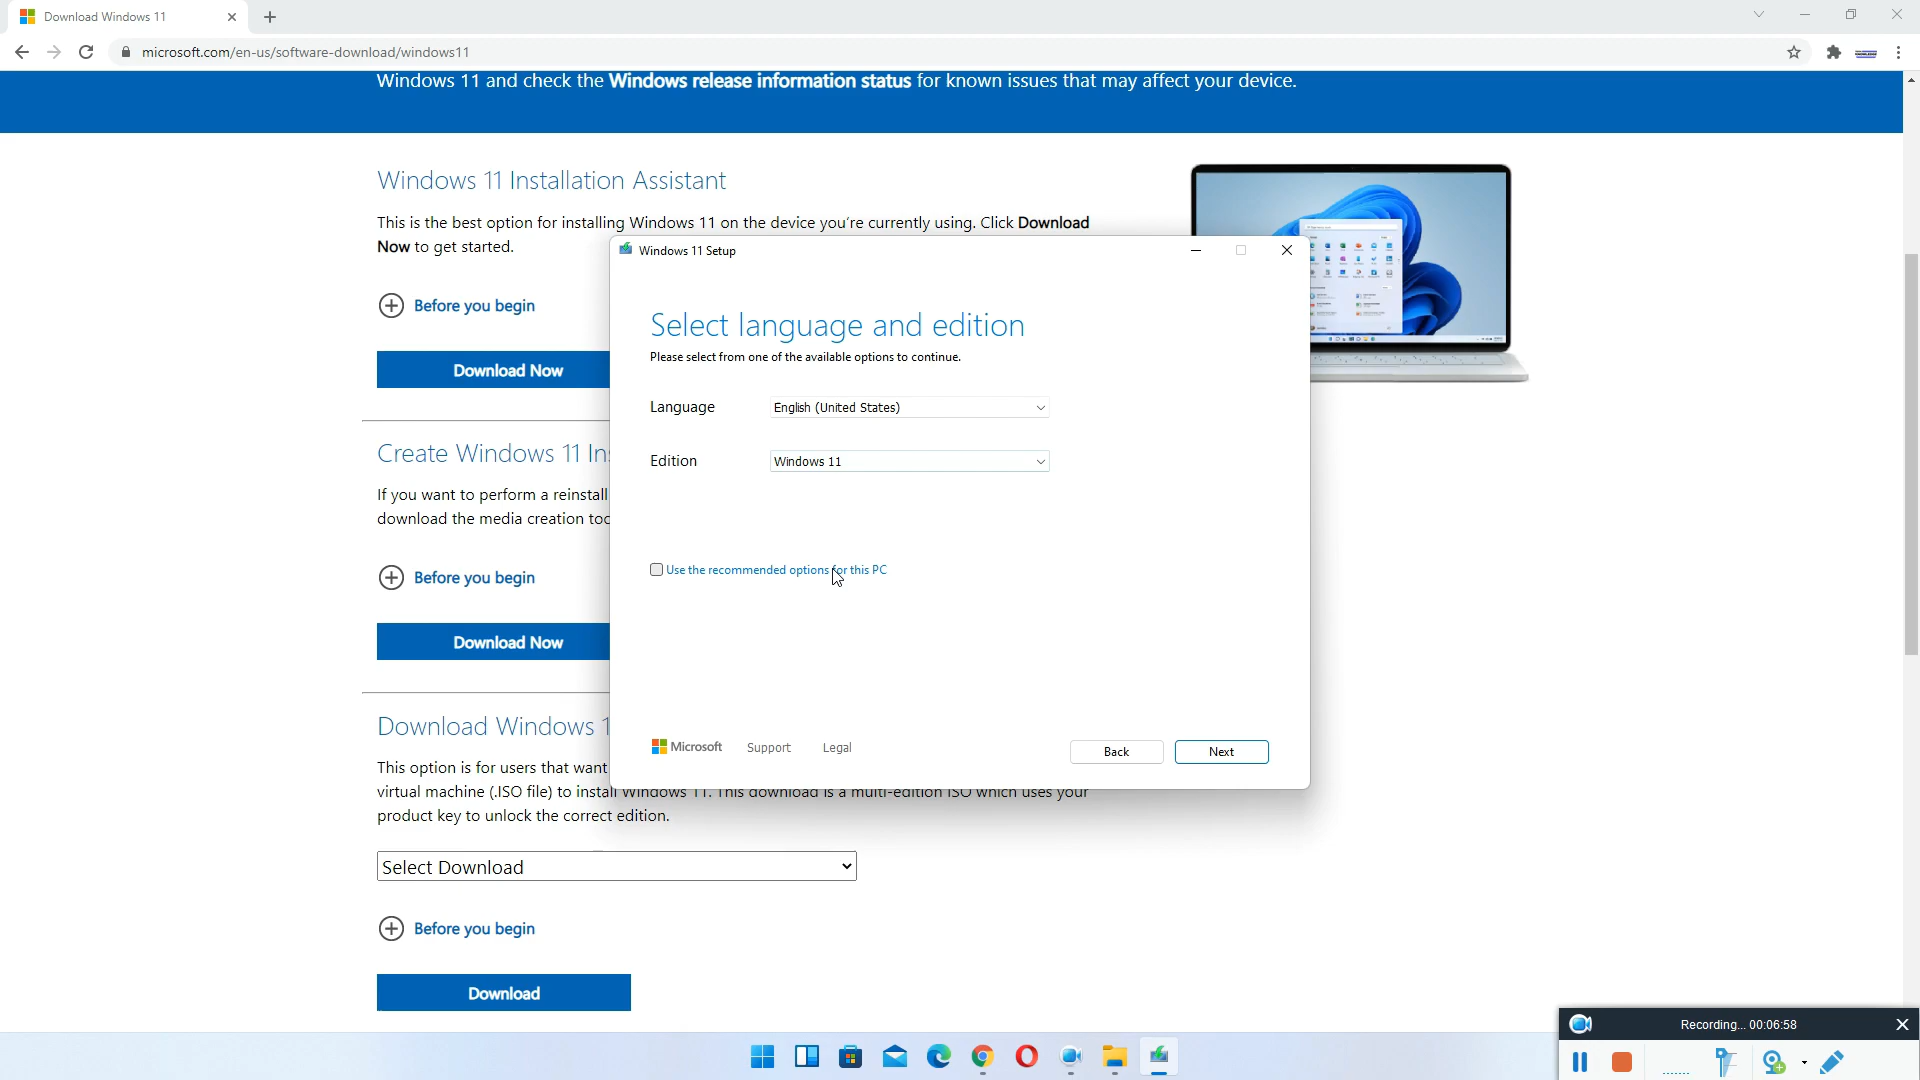 Download Windows 11
microsoft.com/en-us/software-download/windows11
Windows 11 and check the Windows release information status for known issues that may affect your device.
Windows 11 Installation Assistant
This is the best option for installing Windows 11 on the device you're currently using. Click Download
Now to get started.
Before you begin
Download Now
Create Windows 11 Ins
If you want to perform a reinstall
download the media creation too
Before you begin
Download Now
Download Windows 1
This option is for users that want
virtual machine (.ISO file) to install Windows 11. This download is a multi-edition ISO which uses your
product key to unlock the correct edition.
Select Download
Before you begin
Download
Windows 11 Setup
Select language and edition
Please select from one of the available options to continue.
Language
English (United States)
Edition
Windows 11
Use the recommended options for this PC
Microsoft
Support
Legal
Back
Next
Recording... 00:06:58